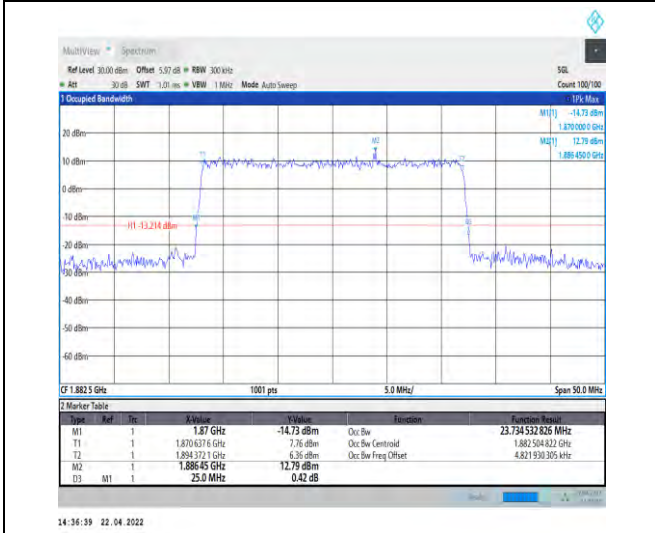 MultiView Spectrum
Ref Level 30.00 dBm Offset 5.97 dB RBW 300 kHz SGL
Att 30 dB SWT 1.01 ms VBW 1 MHz Mode Auto Sweep Count 100/100
1 Occupied Bandwidth 1Pk Max
M1[1] -14.73 dBm
1.870 000 0 GHz
20 dBm
M2[1] 12.79 dBm
1.886 450 0 GHz
M2
T1
T2
10 dBm
0 dBm
-10 dBm
H1 -13.214 dBm
-20 dBm
-30 dBm
-40 dBm
-50 dBm
-60 dBm
CF 1.882 5 GHz 1001 pts 5.0 MHz/ Span 50.0 MHz
2 Marker Table
Type Ref Trc X-Value Y-Value Function Function Result
M1 1 1.87 GHz -14.73 dBm Occ Bw 23.734 532 826 MHz
T1 1 1.870 637 6 GHz 7.76 dBm Occ Bw Centroid 1.882 504 822 GHz
T2 1 1.894 372 1 GHz 6.36 dBm Occ Bw Freq Offset 4.821 930 305 kHz
M2 1 1.886 45 GHz 12.79 dBm
D3 M1 1 25.0 MHz 0.42 dB
14:36:39 22.04.2022